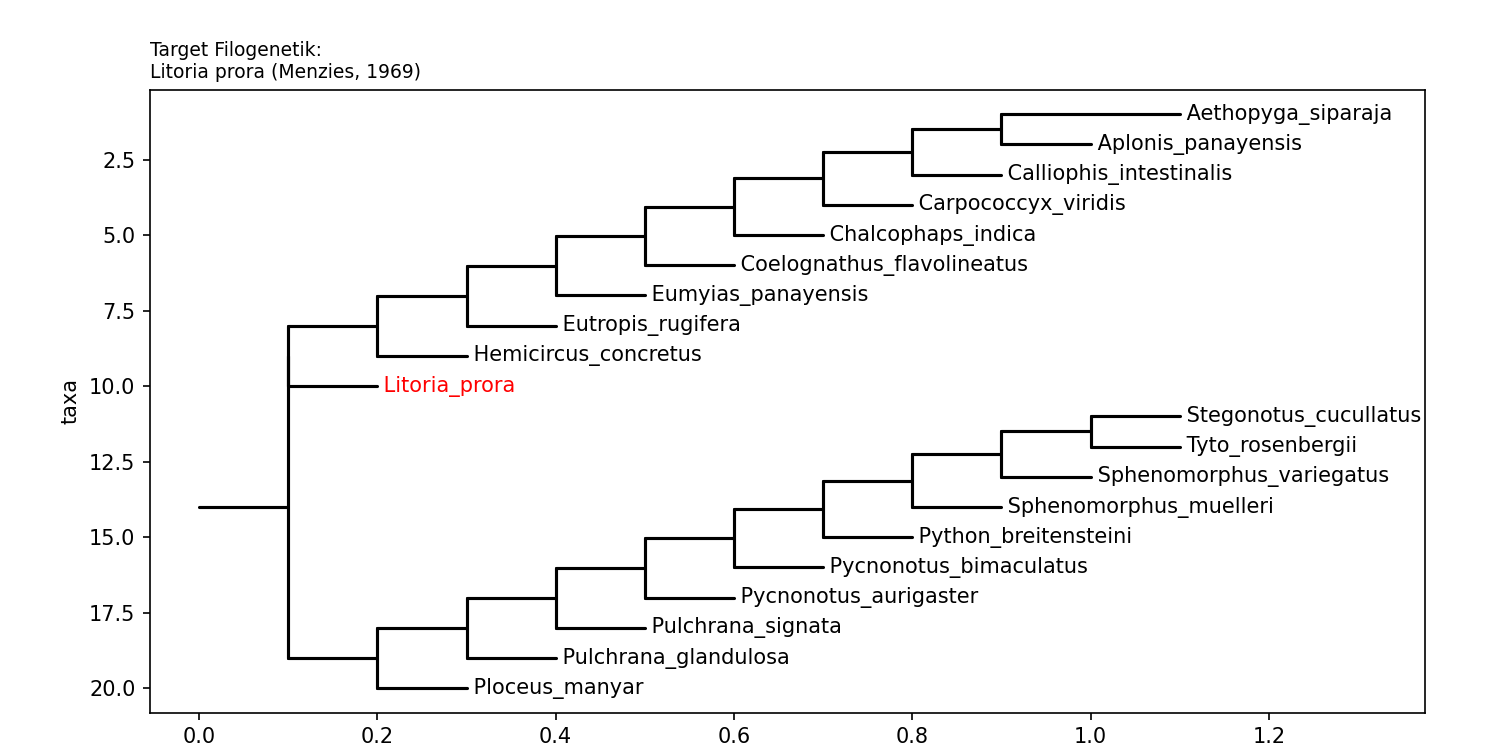 Target Filogenetik:
Litoria prora (Menzies, 1969)
Aethopyga_siparaja
Aplonis_panayensis
2.5
Calliophis_intestinalis
Carpococcyx_viridis
5.0
Chalcophaps_indica
Coelognathus_flavolineatus
Eumyias_panayensis
7.5
Eutropis_rugifera
Hemicircus_concretus
taxa
10.0
Litoria_prora
Stegonotus_cucullatus
Tyto_rosenbergii
12.5
Sphenomorphus_variegatus
Sphenomorphus_muelleri
15.0
Python_breitensteini
Pycnonotus_bimaculatus
Pycnonotus_aurigaster
17.5
Pulchrana_signata
Pulchrana_glandulosa
20.0
Ploceus_manyar
0.0 0.2 0.4 0.6 0.8 1.0 1.2